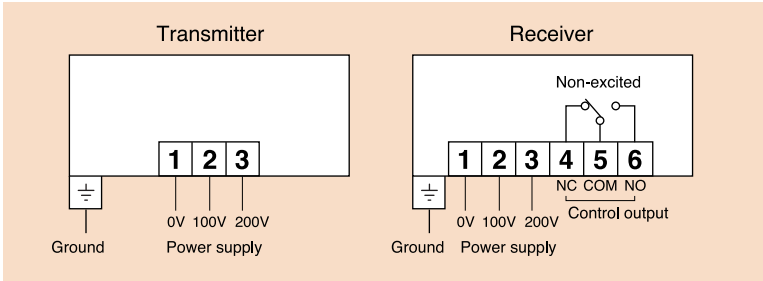 Transmitter
1 2 3
0V 100V 200V
Ground
Power supply
Receiver
Non-excited
1 2 3 4 5 6
NC COM NO
0V 100V 200V
Control output
Ground
Power supply